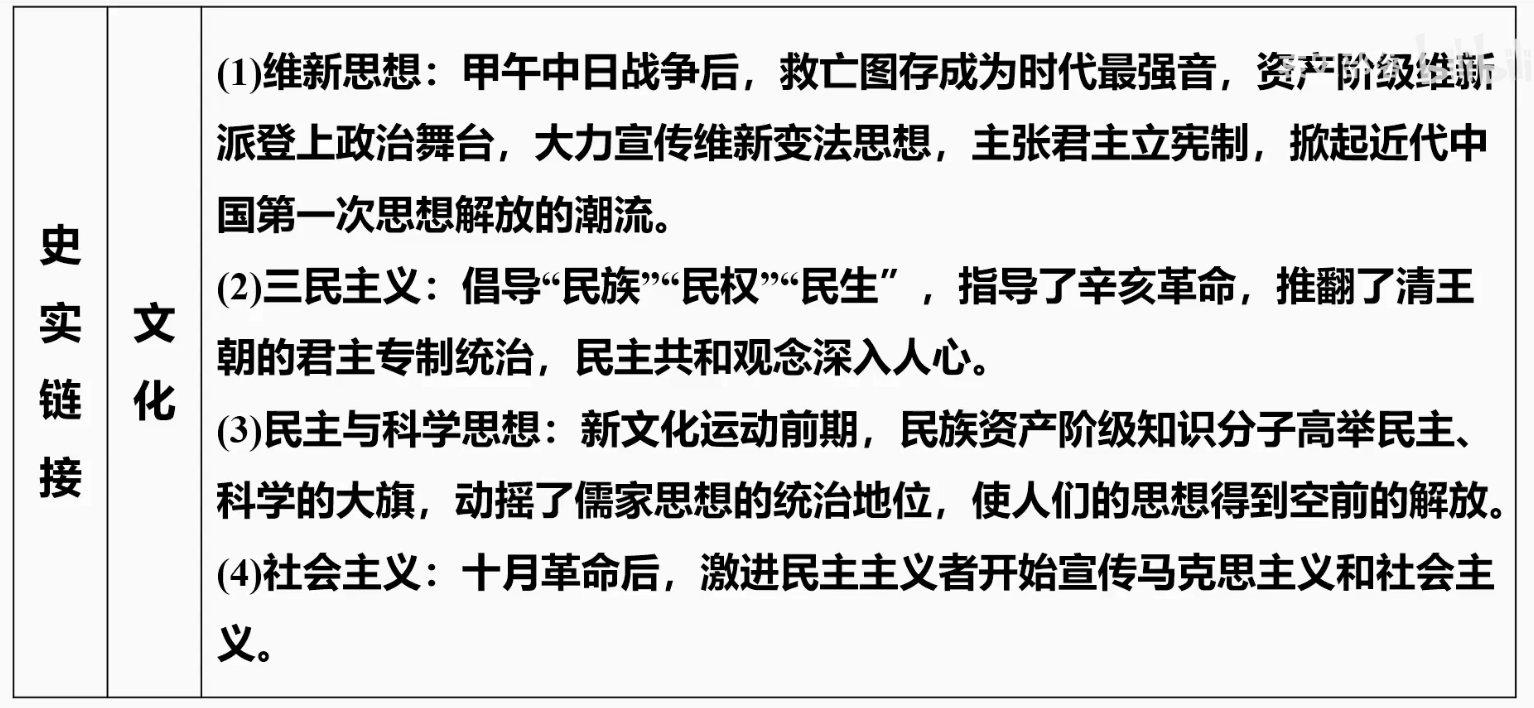 史实链接
文化
(1)维新思想：甲午中日战争后，救亡图存成为时代最强音，资产阶级维新
派登上政治舞台，大力宣传维新变法思想，主张君主立宪制，掀起近代中
国第一次思想解放的潮流。
(2)三民主义：倡导“民族”“民权”“民生”，指导了辛亥革命，推翻了清王
朝的君主专制统治，民主共和观念深入人心。
(3)民主与科学思想：新文化运动前期，民族资产阶级知识分子高举民主、
科学的大旗，动摇了儒家思想的统治地位，使人们的思想得到空前的解放。
(4)社会主义：十月革命后，激进民主主义者开始宣传马克思主义和社会主
义。